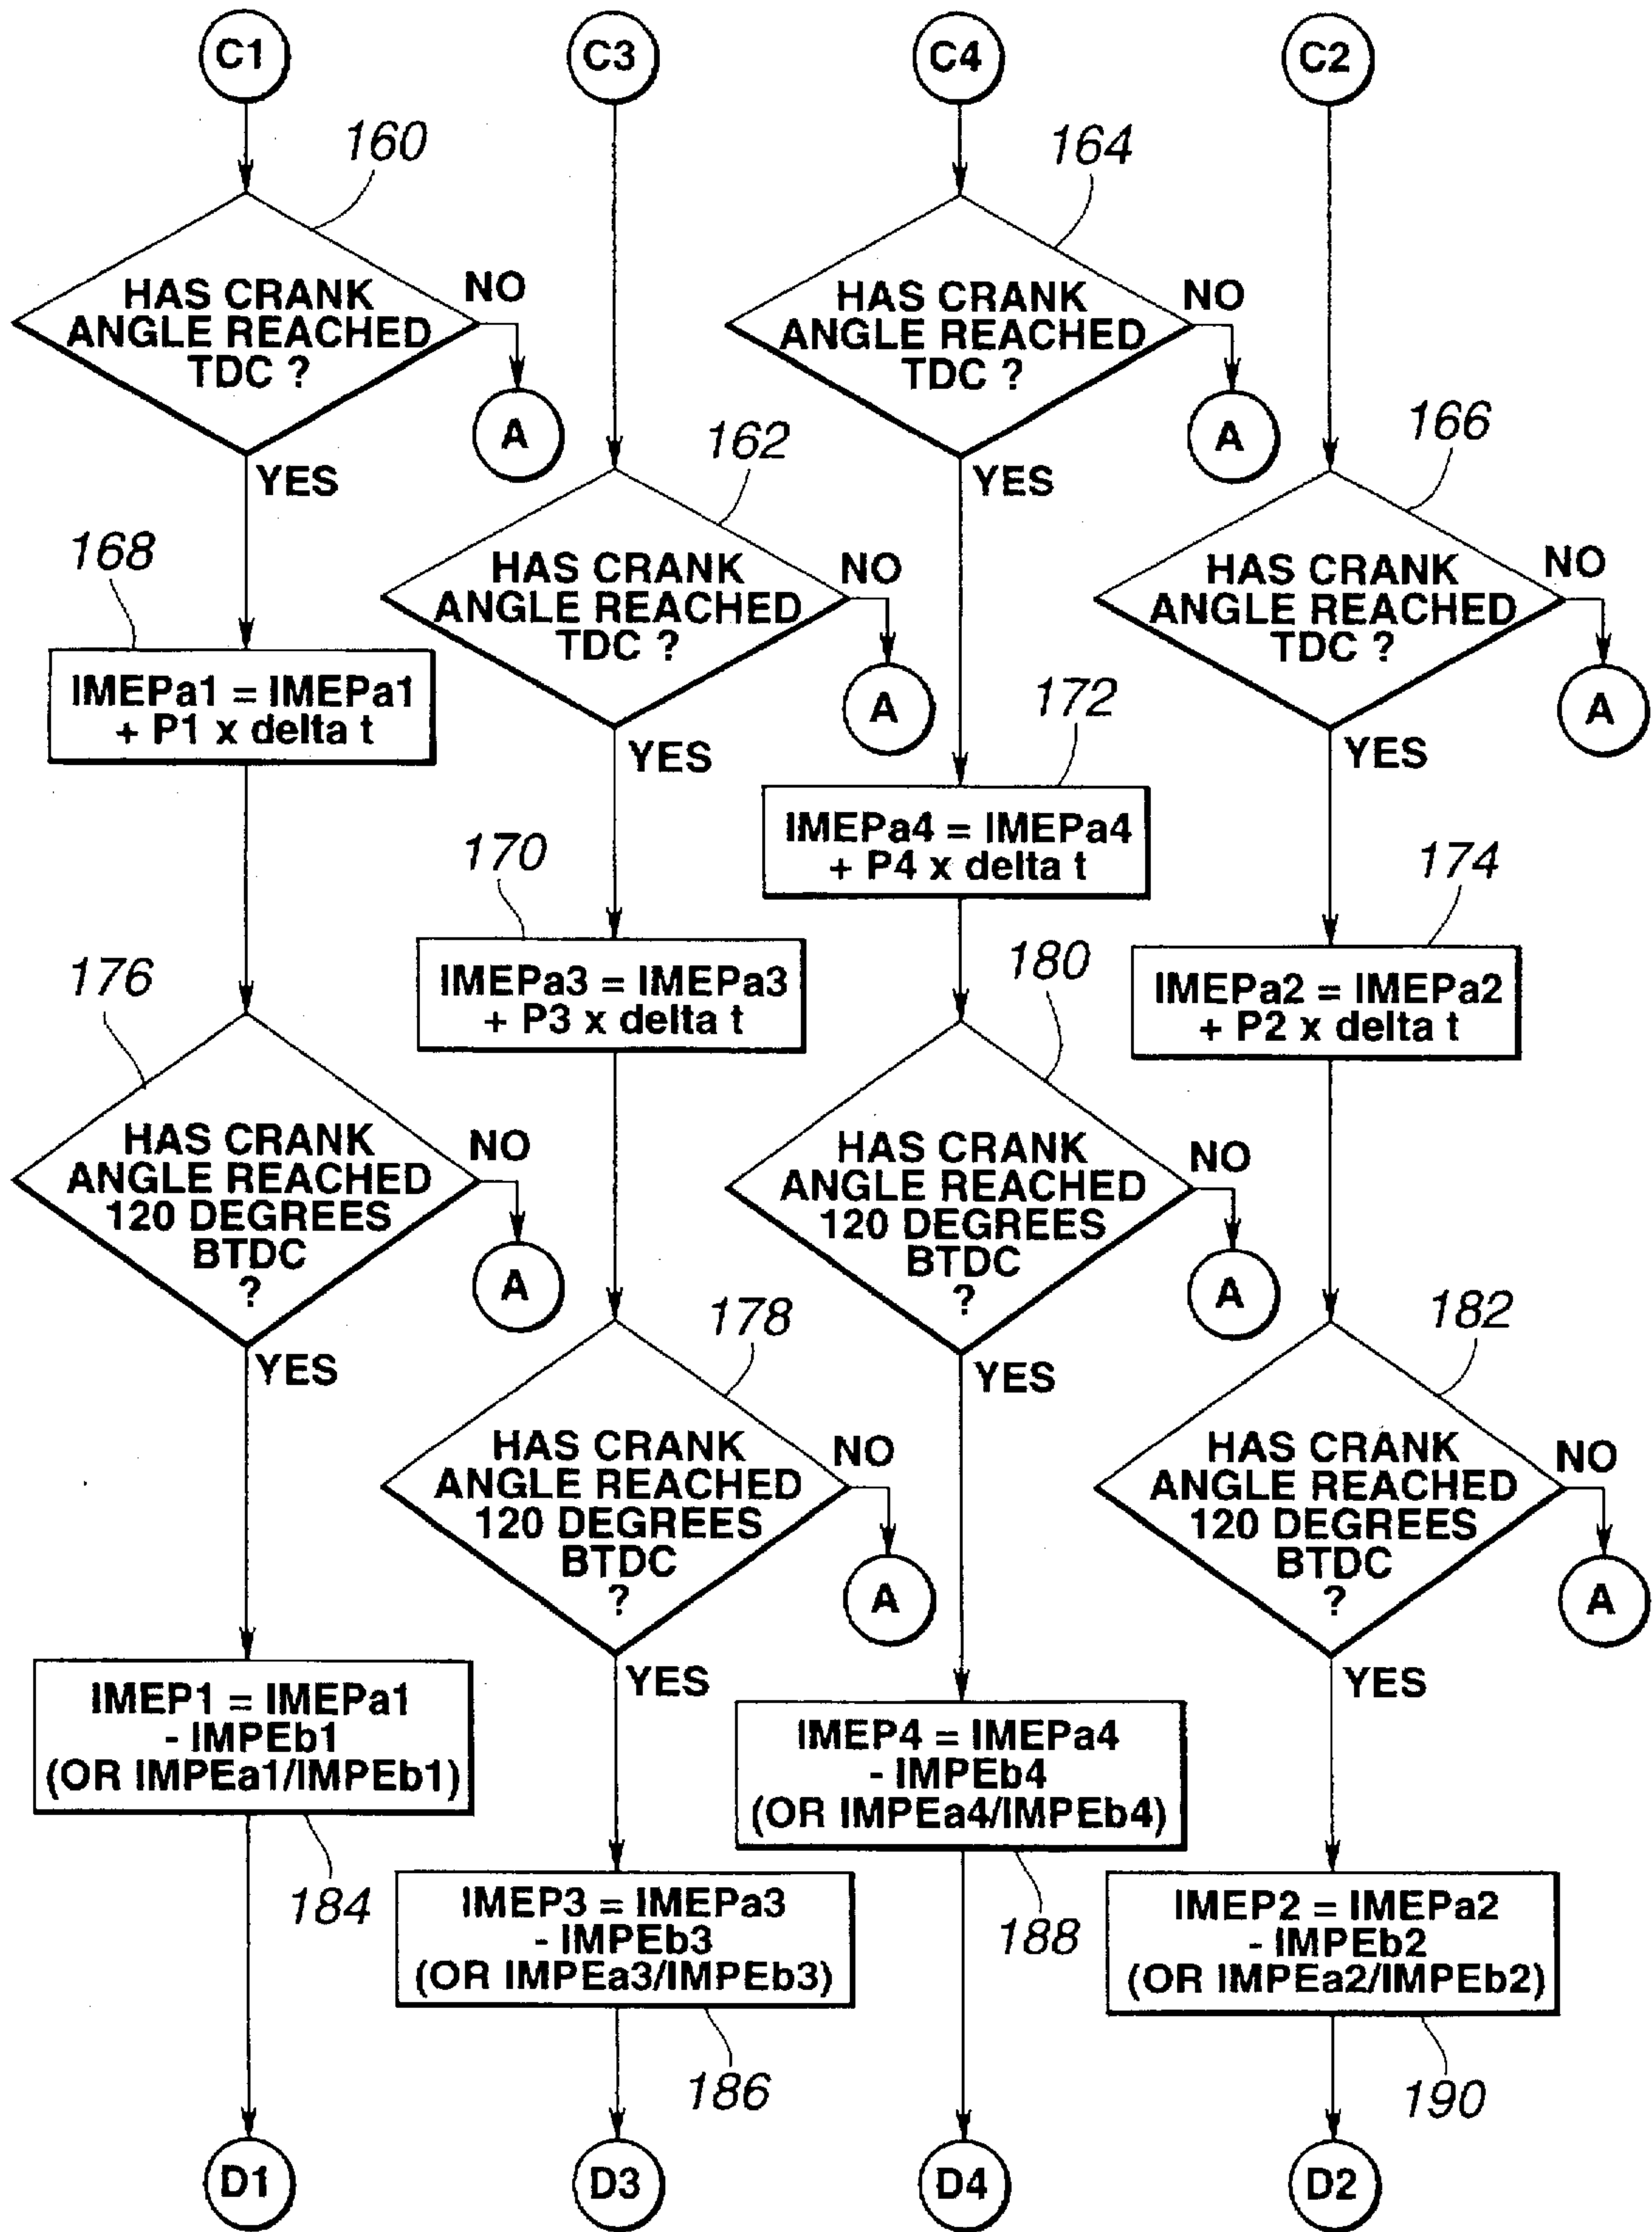 C1
C3
C4
C2
160
164
HAS CRANK
ANGLE REACHED
TDC ?
NO
A
YES
HAS CRANK
ANGLE REACHED
TDC ?
NO
A
YES
162
166
HAS CRANK
ANGLE REACHED
TDC ?
NO
A
YES
HAS CRANK
ANGLE REACHED
TDC ?
NO
A
YES
168
IMEPa1 = IMEPa1
+ P1 x delta t
172
IMEPa4 = IMEPa4
+ P4 x delta t
170
IMEPa3 = IMEPa3
+ P3 x delta t
174
IMEPa2 = IMEPa2
+ P2 x delta t
176
HAS CRANK
ANGLE REACHED
120 DEGREES
BTDC
?
NO
A
YES
180
HAS CRANK
ANGLE REACHED
120 DEGREES
BTDC
?
NO
A
YES
178
HAS CRANK
ANGLE REACHED
120 DEGREES
BTDC
?
NO
A
YES
182
HAS CRANK
ANGLE REACHED
120 DEGREES
BTDC
?
NO
A
YES
IMEP1 = IMEPa1
- IMPEb1
(OR IMPEa1/IMPEb1)
184
IMEP4 = IMEPa4
- IMPEb4
(OR IMPEa4/IMPEb4)
188
IMEP3 = IMEPa3
- IMPEb3
(OR IMPEa3/IMPEb3)
186
IMEP2 = IMEPa2
- IMPEb2
(OR IMPEa2/IMPEb2)
190
D1
D3
D4
D2